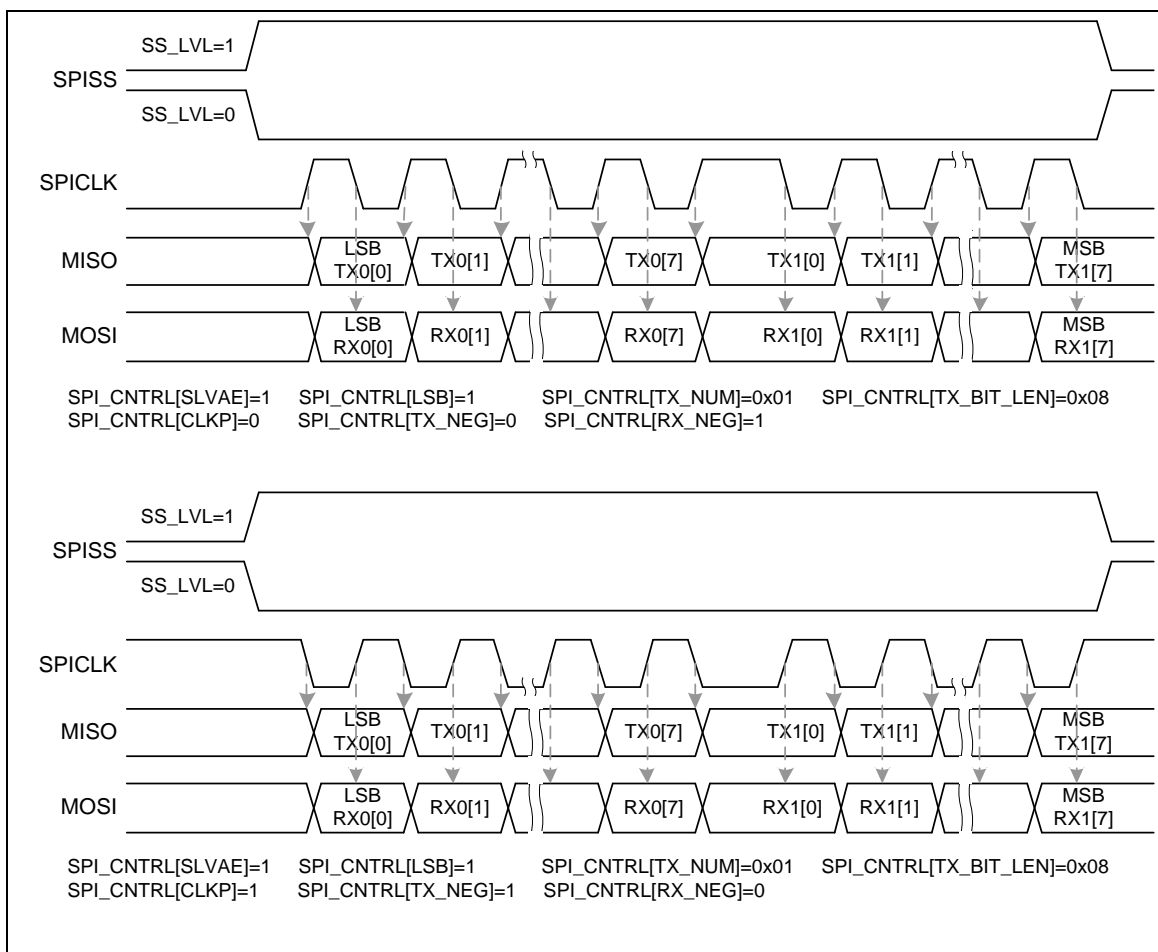 SS_LVL=1
SPISS
SS_LVL=0
SPICLK
MISO LSB TX0[0] TX0[1] TX0[7] TX1[0] TX1[1] MSB TX1[7]
MOSI LSB RX0[0] RX0[1] RX0[7] RX1[0] RX1[1] MSB RX1[7]
SPI_CNTRL[SLVAE]=1 SPI_CNTRL[LSB]=1 SPI_CNTRL[TX_NUM]=0x01 SPI_CNTRL[TX_BIT_LEN]=0x08
SPI_CNTRL[CLKP]=0 SPI_CNTRL[TX_NEG]=0 SPI_CNTRL[RX_NEG]=1
SS_LVL=1
SPISS
SS_LVL=0
SPICLK
MISO LSB TX0[0] TX0[1] TX0[7] TX1[0] TX1[1] MSB TX1[7]
MOSI LSB RX0[0] RX0[1] RX0[7] RX1[0] RX1[1] MSB RX1[7]
SPI_CNTRL[SLVAE]=1 SPI_CNTRL[LSB]=1 SPI_CNTRL[TX_NUM]=0x01 SPI_CNTRL[TX_BIT_LEN]=0x08
SPI_CNTRL[CLKP]=1 SPI_CNTRL[TX_NEG]=1 SPI_CNTRL[RX_NEG]=0